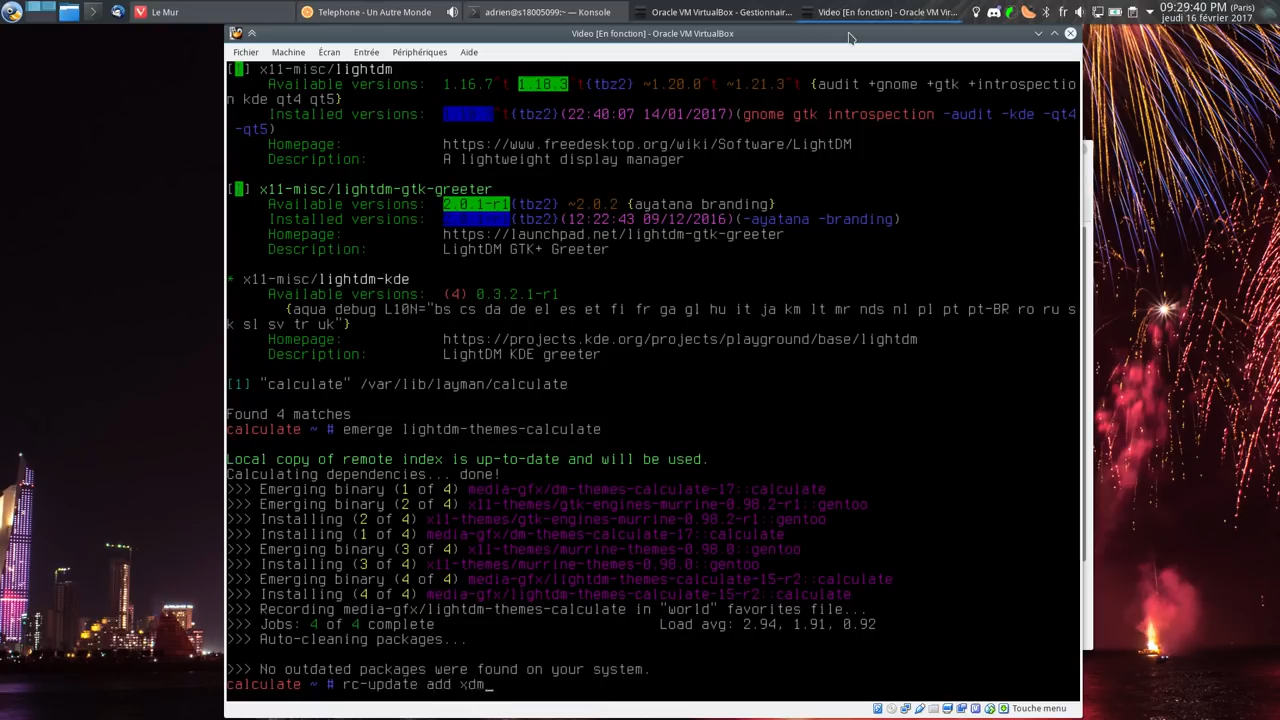 Le Mur
Telephone - Un Autre Monde
adrien@s18005099:~ — Konsole
Oracle VM VirtualBox - Gestionnair...
Video [En fonction] - Oracle VM Vir...
fr
09:29:40 PM (Paris)
jeudi 16 février 2017
Video [En fonction] - Oracle VM VirtualBox
Fichier Machine Écran Entrée Périphériques Aide
[I] x11-misc/lightdm
Available versions: 1.16.7^t 1.18.3^t{tbz2} ~1.20.0^t ~1.21.3^t {audit +gnome +gtk +introspectio
n kde qt4 qt5}
Installed versions: ^t{tbz2}(22:40:07 14/01/2017)(gnome gtk introspection -audit -kde -qt4
-qt5)
Homepage: https://www.freedesktop.org/wiki/Software/LightDM
Description: A lightweight display manager
[I] x11-misc/lightdm-gtk-greeter
Available versions: 2.0.1-r1{tbz2} ~2.0.2 {ayatana branding}
Installed versions: {tbz2}(12:22:43 09/12/2016)(-ayatana -branding)
Homepage: https://launchpad.net/lightdm-gtk-greeter
Description: LightDM GTK+ Greeter
* x11-misc/lightdm-kde
Available versions: (4) 0.3.2.1-r1
{aqua debug L10N="bs cs da de el es et fi fr ga gl hu it ja km lt mr nds nl pl pt pt-BR ro ru s
k sl sv tr uk"}
Homepage: https://projects.kde.org/projects/playground/base/lightdm
Description: LightDM KDE greeter
[1] "calculate" /var/lib/layman/calculate
Found 4 matches
calculate ~ # emerge lightdm-themes-calculate
Local copy of remote index is up-to-date and will be used.
Calculating dependencies... done!
>>> Emerging binary (1 of 4) media-gfx/dm-themes-calculate-17::calculate
>>> Emerging binary (2 of 4) x11-themes/gtk-engines-murrine-0.98.2-r1::gentoo
>>> Installing (2 of 4) x11-themes/gtk-engines-murrine-0.98.2-r1::gentoo
>>> Installing (1 of 4) media-gfx/dm-themes-calculate-17::calculate
>>> Emerging binary (3 of 4) x11-themes/murrine-themes-0.98.0::gentoo
>>> Installing (3 of 4) x11-themes/murrine-themes-0.98.0::gentoo
>>> Emerging binary (4 of 4) media-gfx/lightdm-themes-calculate-15-r2::calculate
>>> Installing (4 of 4) media-gfx/lightdm-themes-calculate-15-r2::calculate
>>> Recording media-gfx/lightdm-themes-calculate in "world" favorites file...
>>> Jobs: 4 of 4 complete Load avg: 2.94, 1.91, 0.92
>>> Auto-cleaning packages...
>>> No outdated packages were found on your system.
calculate ~ # rc-update add xdm_
Touche menu